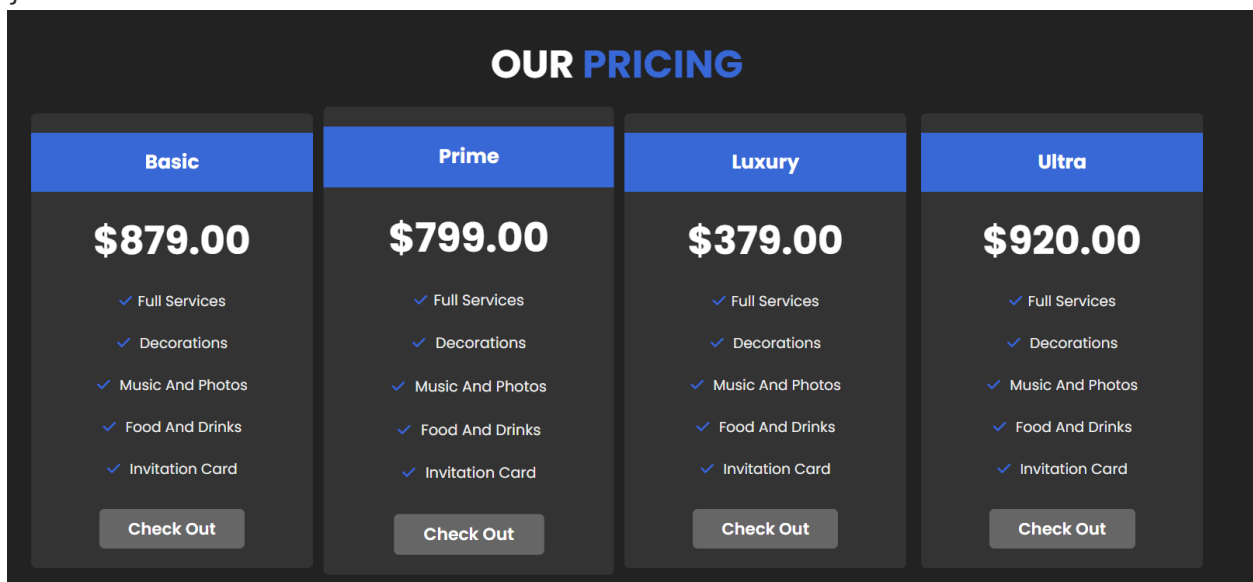 OUR PRICING
Basic
$879.00
Full Services
Decorations
Music And Photos
Food And Drinks
Invitation Card
Check Out
Prime
$799.00
Full Services
Decorations
Music And Photos
Food And Drinks
Invitation Card
Check Out
Luxury
$379.00
Full Services
Decorations
Music And Photos
Food And Drinks
Invitation Card
Check Out
Ultra
$920.00
Full Services
Decorations
Music And Photos
Food And Drinks
Invitation Card
Check Out